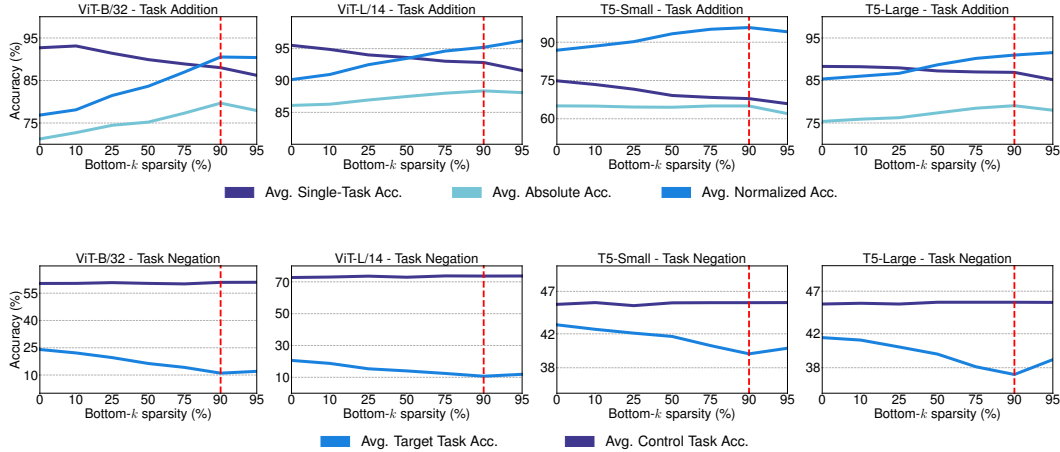 ViT-B/32 - Task Addition
Accuracy (%)
95
85
75
0 10 25 50 75 90 95
Bottom-k sparsity (%)
ViT-L/14 - Task Addition
95
90
85
0 10 25 50 75 90 95
Bottom-k sparsity (%)
T5-Small - Task Addition
90
75
60
0 10 25 50 75 90 95
Bottom-k sparsity (%)
T5-Large - Task Addition
95
85
75
0 10 25 50 75 90 95
Bottom-k sparsity (%)
Avg. Single-Task Acc. Avg. Absolute Acc. Avg. Normalized Acc.
ViT-B/32 - Task Negation
Accuracy (%)
55
40
25
10
0 10 25 50 75 90 95
Bottom-k sparsity (%)
ViT-L/14 - Task Negation
70
50
30
10
0 10 25 50 75 90 95
Bottom-k sparsity (%)
T5-Small - Task Negation
47
42
38
0 10 25 50 75 90 95
Bottom-k sparsity (%)
T5-Large - Task Negation
47
42
38
0 10 25 50 75 90 95
Bottom-k sparsity (%)
Avg. Target Task Acc. Avg. Control Task Acc.